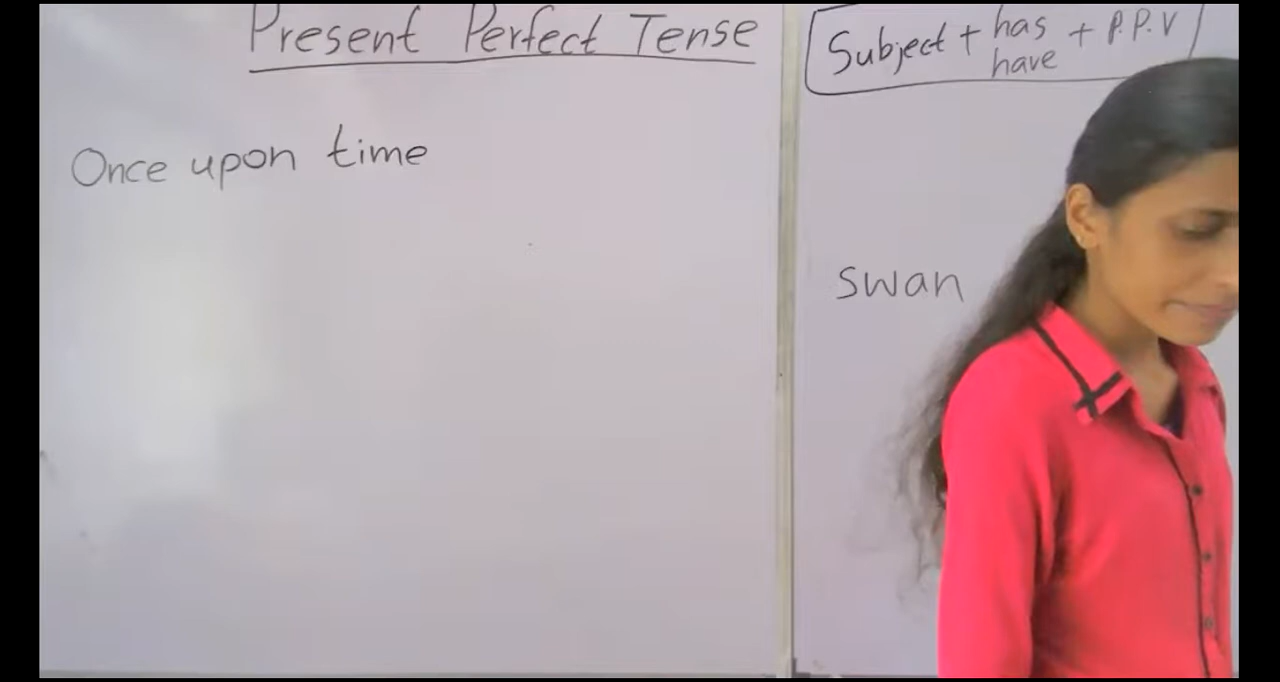 Present Perfect Tense
Subject + has + P.P.V
have
Once upon time
swan